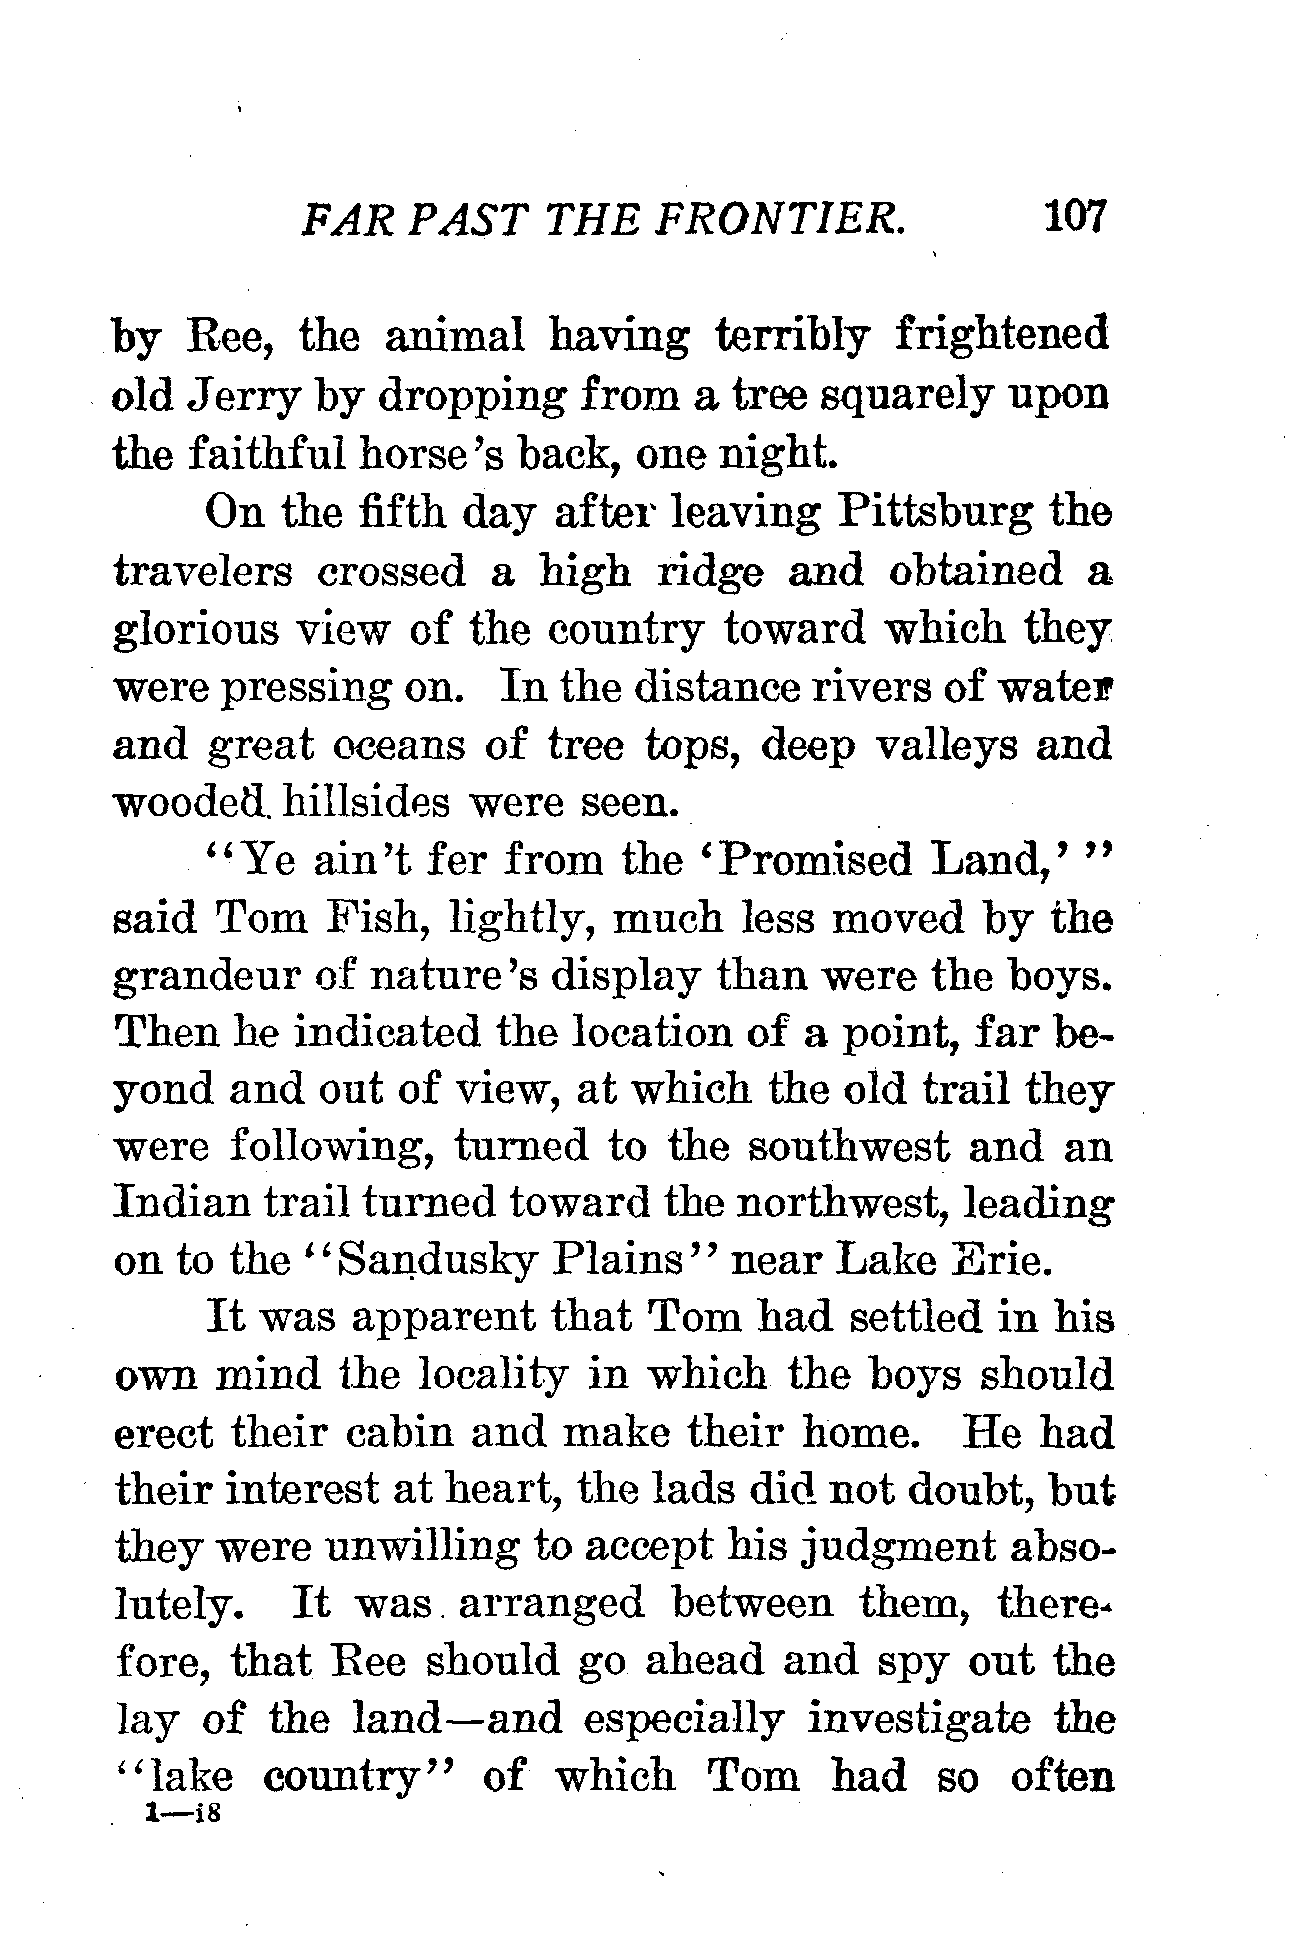 FAR PAST THE FRONTIER. 107
by Ree, the animal having terribly frightened
old Jerry by dropping from a tree squarely upon
the faithful horse's back, one night.
On the fifth day after leaving Pittsburg the
travelers crossed a high ridge and obtained a
glorious view of the country toward which they
were pressing on. In the distance rivers of water
and great oceans of tree tops, deep valleys and
wooded hillsides were seen.
"Ye ain't fer from the 'Promised Land,' "
said Tom Fish, lightly, much less moved by the
grandeur of nature's display than were the boys.
Then he indicated the location of a point, far be-
yond and out of view, at which the old trail they
were following, turned to the southwest and an
Indian trail turned toward the northwest, leading
on to the "Sandusky Plains" near Lake Erie.
It was apparent that Tom had settled in his
own mind the locality in which the boys should
erect their cabin and make their home. He had
their interest at heart, the lads did not doubt, but
they were unwilling to accept his judgment abso-
lutely. It was arranged between them, there-
fore, that Ree should go ahead and spy out the
lay of the land—and especially investigate the
"lake country" of which Tom had so often
1—i8